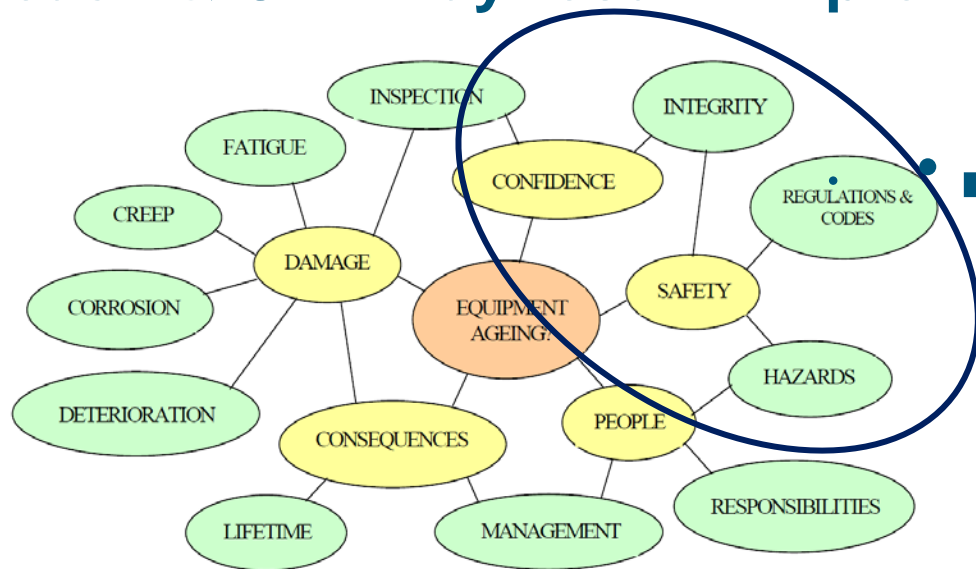 INSPECTION
INTEGRITY
FATIGUE
CONFIDENCE
REGULATIONS &
CODES
CREEP
DAMAGE
SAFETY
CORROSION
EQUIPMENT
AGEING?
HAZARDS
DETERIORATION
CONSEQUENCES
PEOPLE
RESPONSIBILITIES
LIFETIME
MANAGEMENT